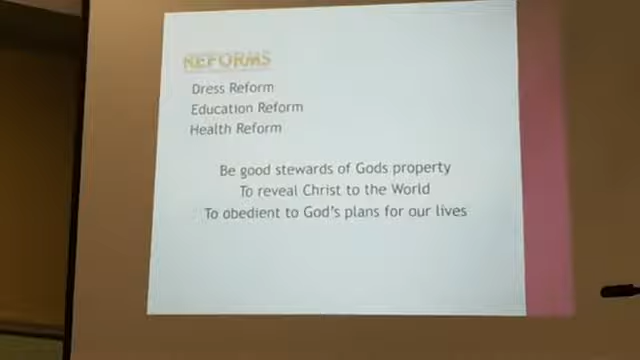 REFORMS
Dress Reform
Education Reform
Health Reform
Be good stewards of Gods property
To reveal Christ to the World
To obedient to God's plans for our lives